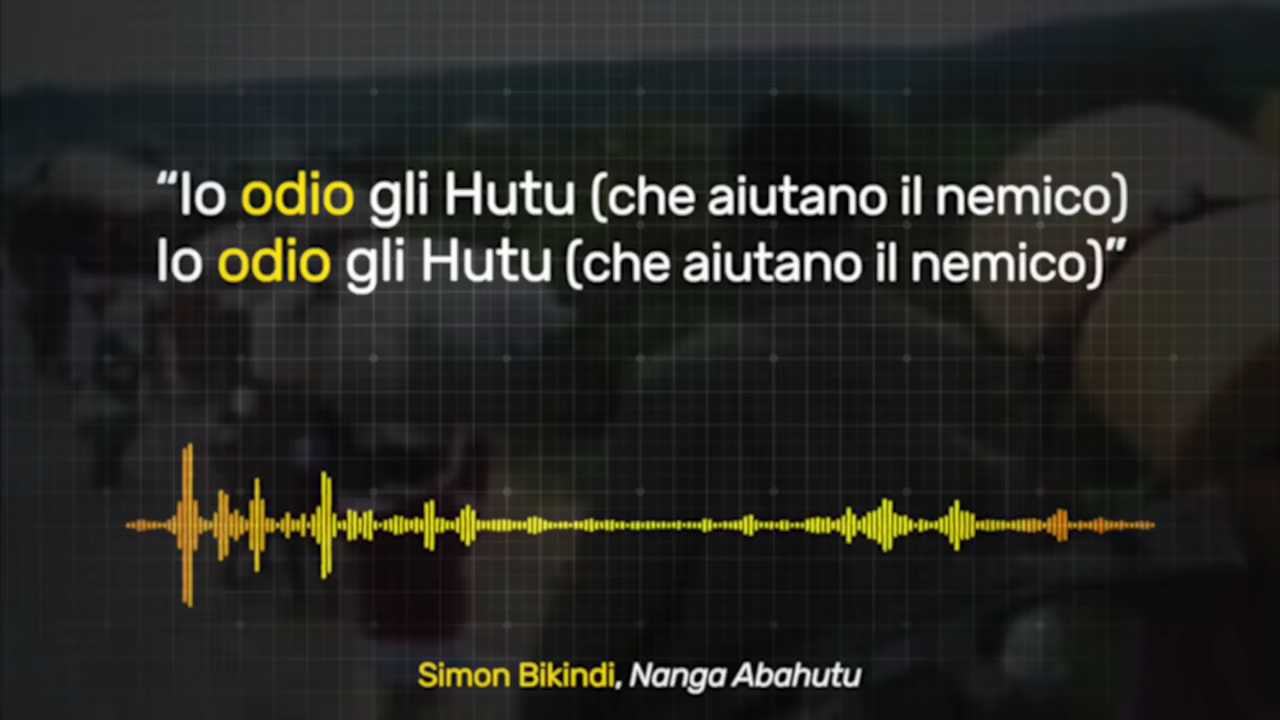 “Io odio gli Hutu (che aiutano il nemico)
Io odio gli Hutu (che aiutano il nemico)”
Simon Bikindi, Nanga Abahutu